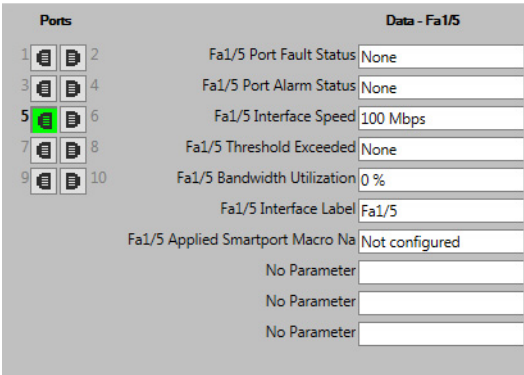 Ports
Data - Fa1/5
1 2
3 4
5 6
7 8
9 10
Fa1/5 Port Fault Status None
Fa1/5 Port Alarm Status None
Fa1/5 Interface Speed 100 Mbps
Fa1/5 Threshold Exceeded None
Fa1/5 Bandwidth Utilization 0 %
Fa1/5 Interface Label Fa1/5
Fa1/5 Applied Smartport Macro Na Not configured
No Parameter
No Parameter
No Parameter